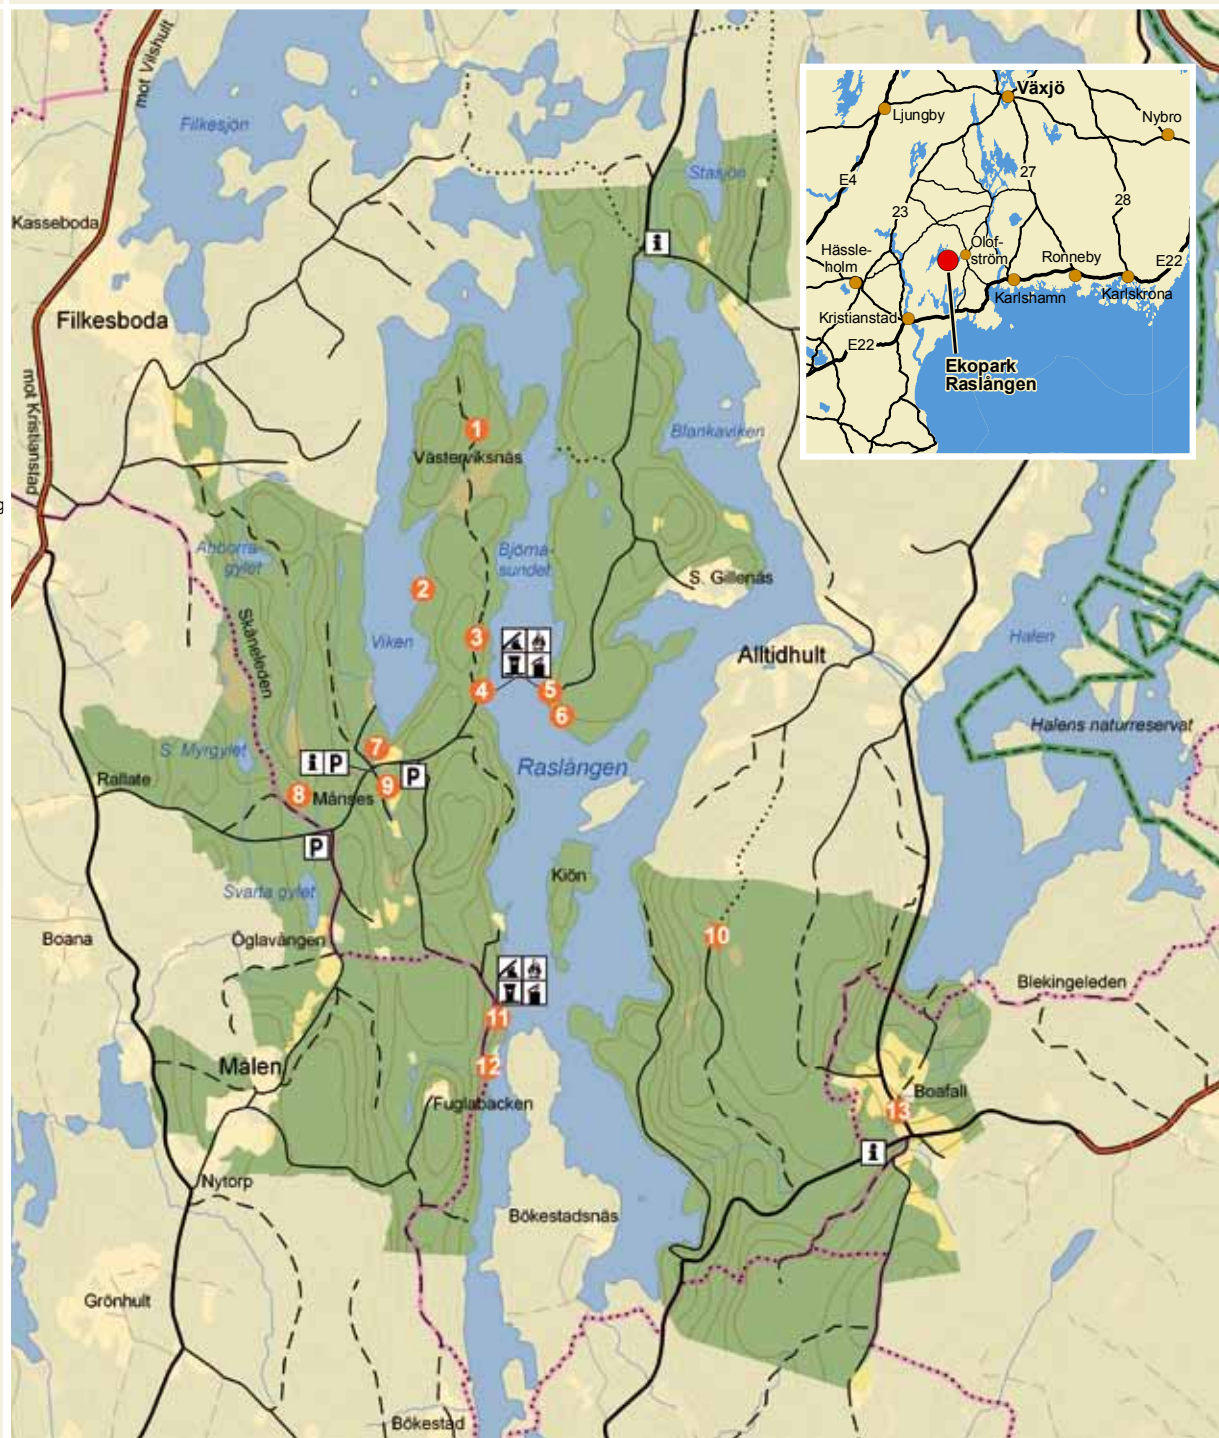 mot Vilshult
Filkesjön
Stalsjön
Kasseboda
i
Filkesboda
mot Kristianstad
g
1
Västerviksnäs
Blankaviken
Abborra-
gylet
Björna-
sundet
2
S. Gillenäs
Skåneleden
Viken
3
Halen
Alltidhult
4
5
6
Halens naturreservat
S. Myrgylet
7
i P
Raslången
Rallate
8
Månses
9
P
P
Kiön
Svarta gylet
Boana
Öglavången
10
Blekingeleden
11
Målen
12
Boafall
Fuglabacken
13
i
Nytorp
Bökestadsnäs
Grönhult
Bökestad
Växjö
Ljungby
Nybro
E4
27
28
23
Hässle-
holm
Olof-
ström
Ronneby
E22
Karlshamn
Karlskrona
Kristianstad
E22
Ekopark
Raslången